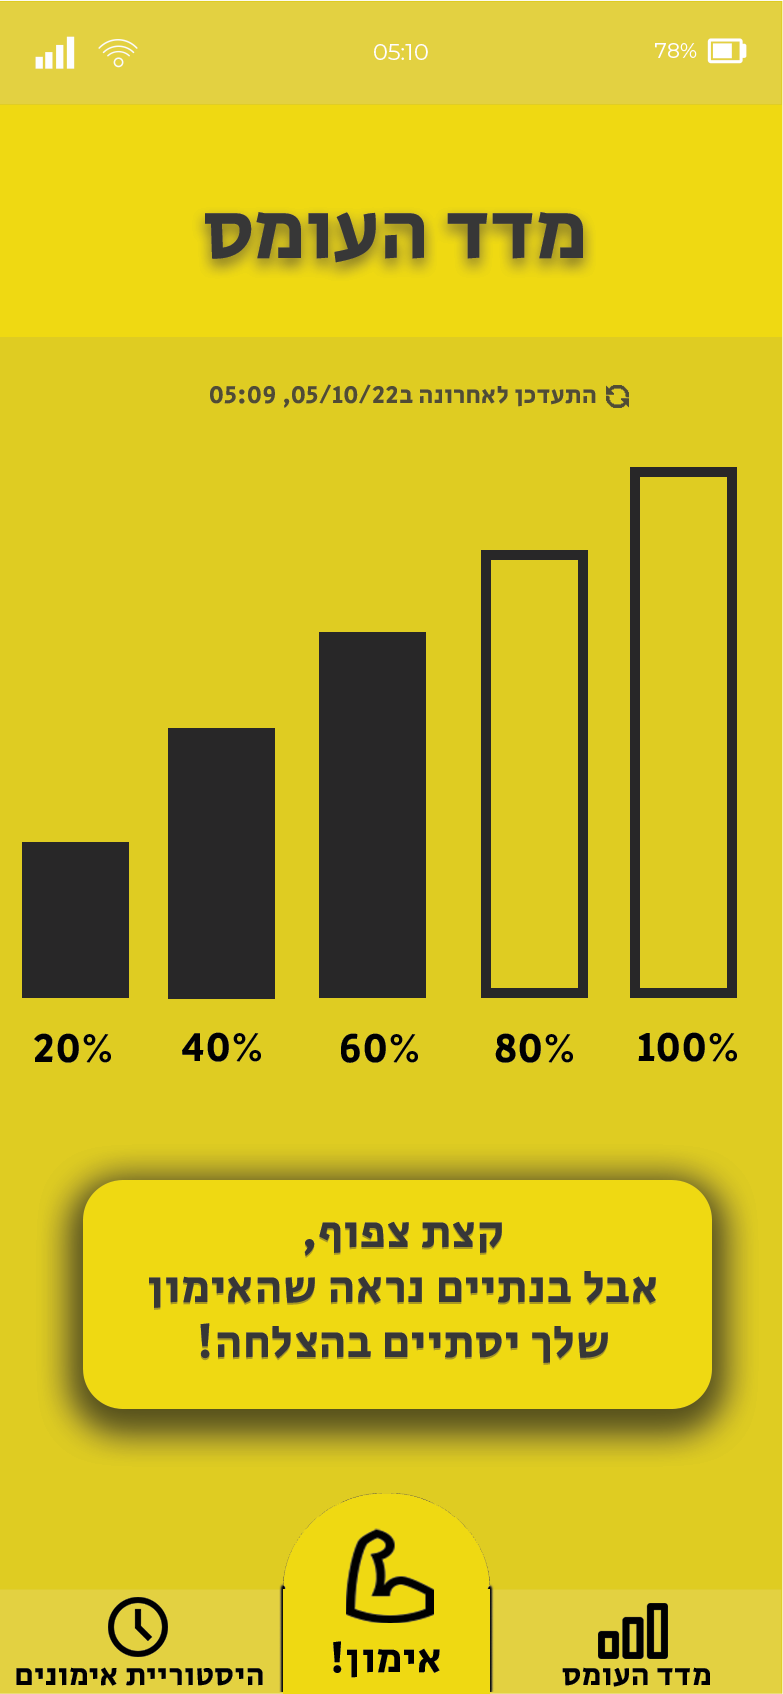 05:10
78%
מדד העומס
התעדכן לאחרונה ב05/10/22, 05:09
20% 40% 60% 80% 100%
קצת צפוף,
אבל בנתיים נראה שהאימון
שלך יסתיים בהצלחה!
אימון!
מדד העומס
היסטוריית אימונים